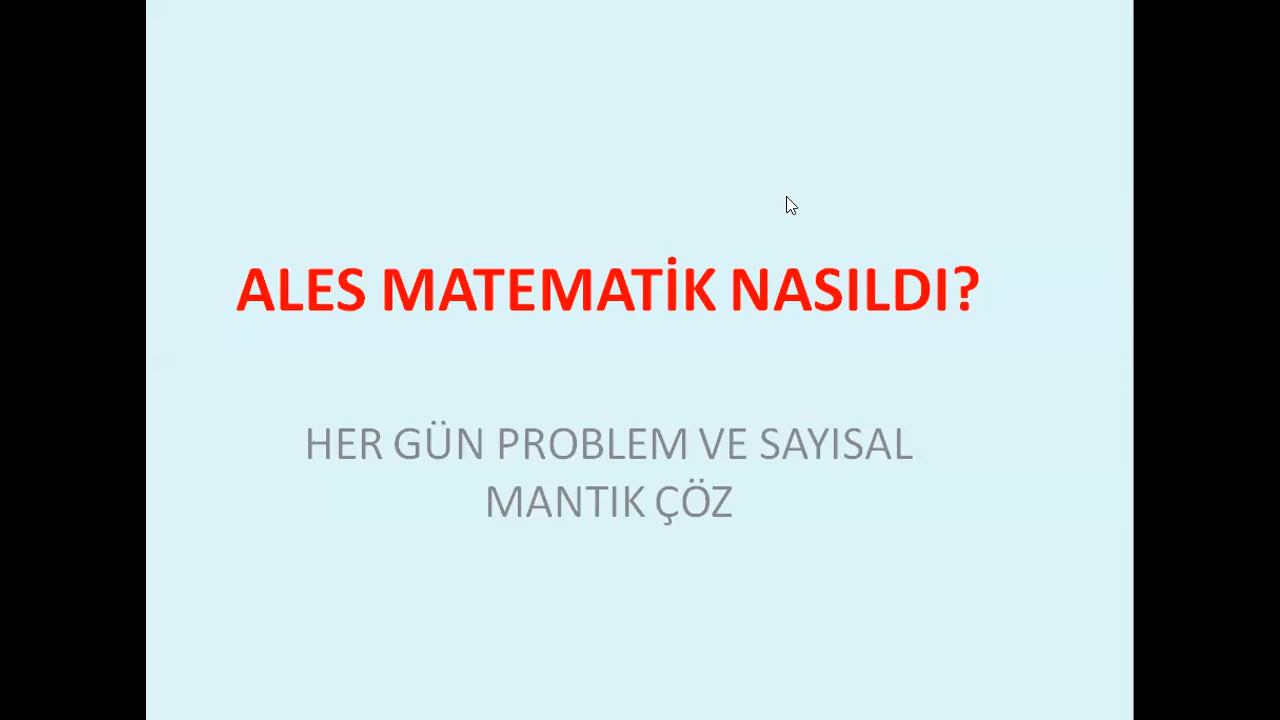 ALES MATEMATİK NASILDI?
HER GÜN PROBLEM VE SAYISAL
MANTIK ÇÖZ